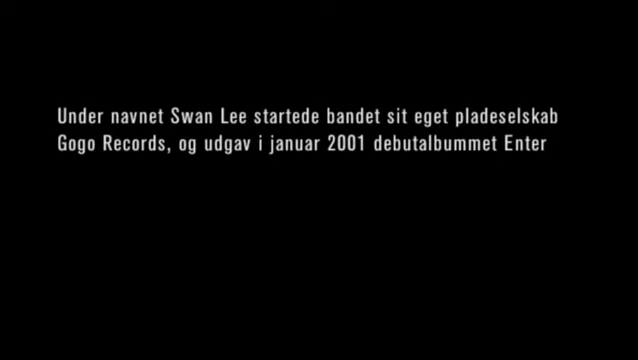 Under navnet Swan Lee startede bandet sit eget pladeselskab
Gogo Records, og udgav i januar 2001 debutalbummet Enter